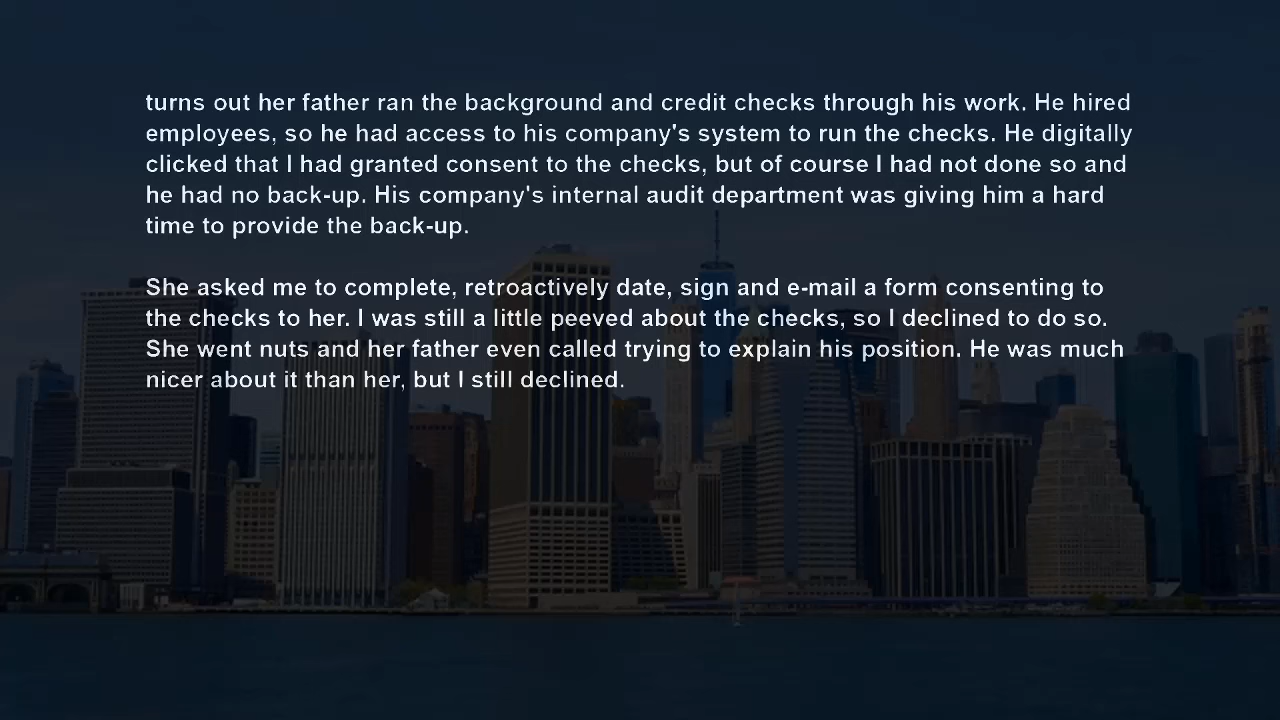 turns out her father ran the background and credit checks through his work. He hired
employees, so he had access to his company's system to run the checks. He digitally
clicked that I had granted consent to the checks, but of course I had not done so and
he had no back-up. His company's internal audit department was giving him a hard
time to provide the back-up.
She asked me to complete, retroactively date, sign and e-mail a form consenting to
the checks to her. I was still a little peeved about the checks, so I declined to do so.
She went nuts and her father even called trying to explain his position. He was much
nicer about it than her, but I still declined.